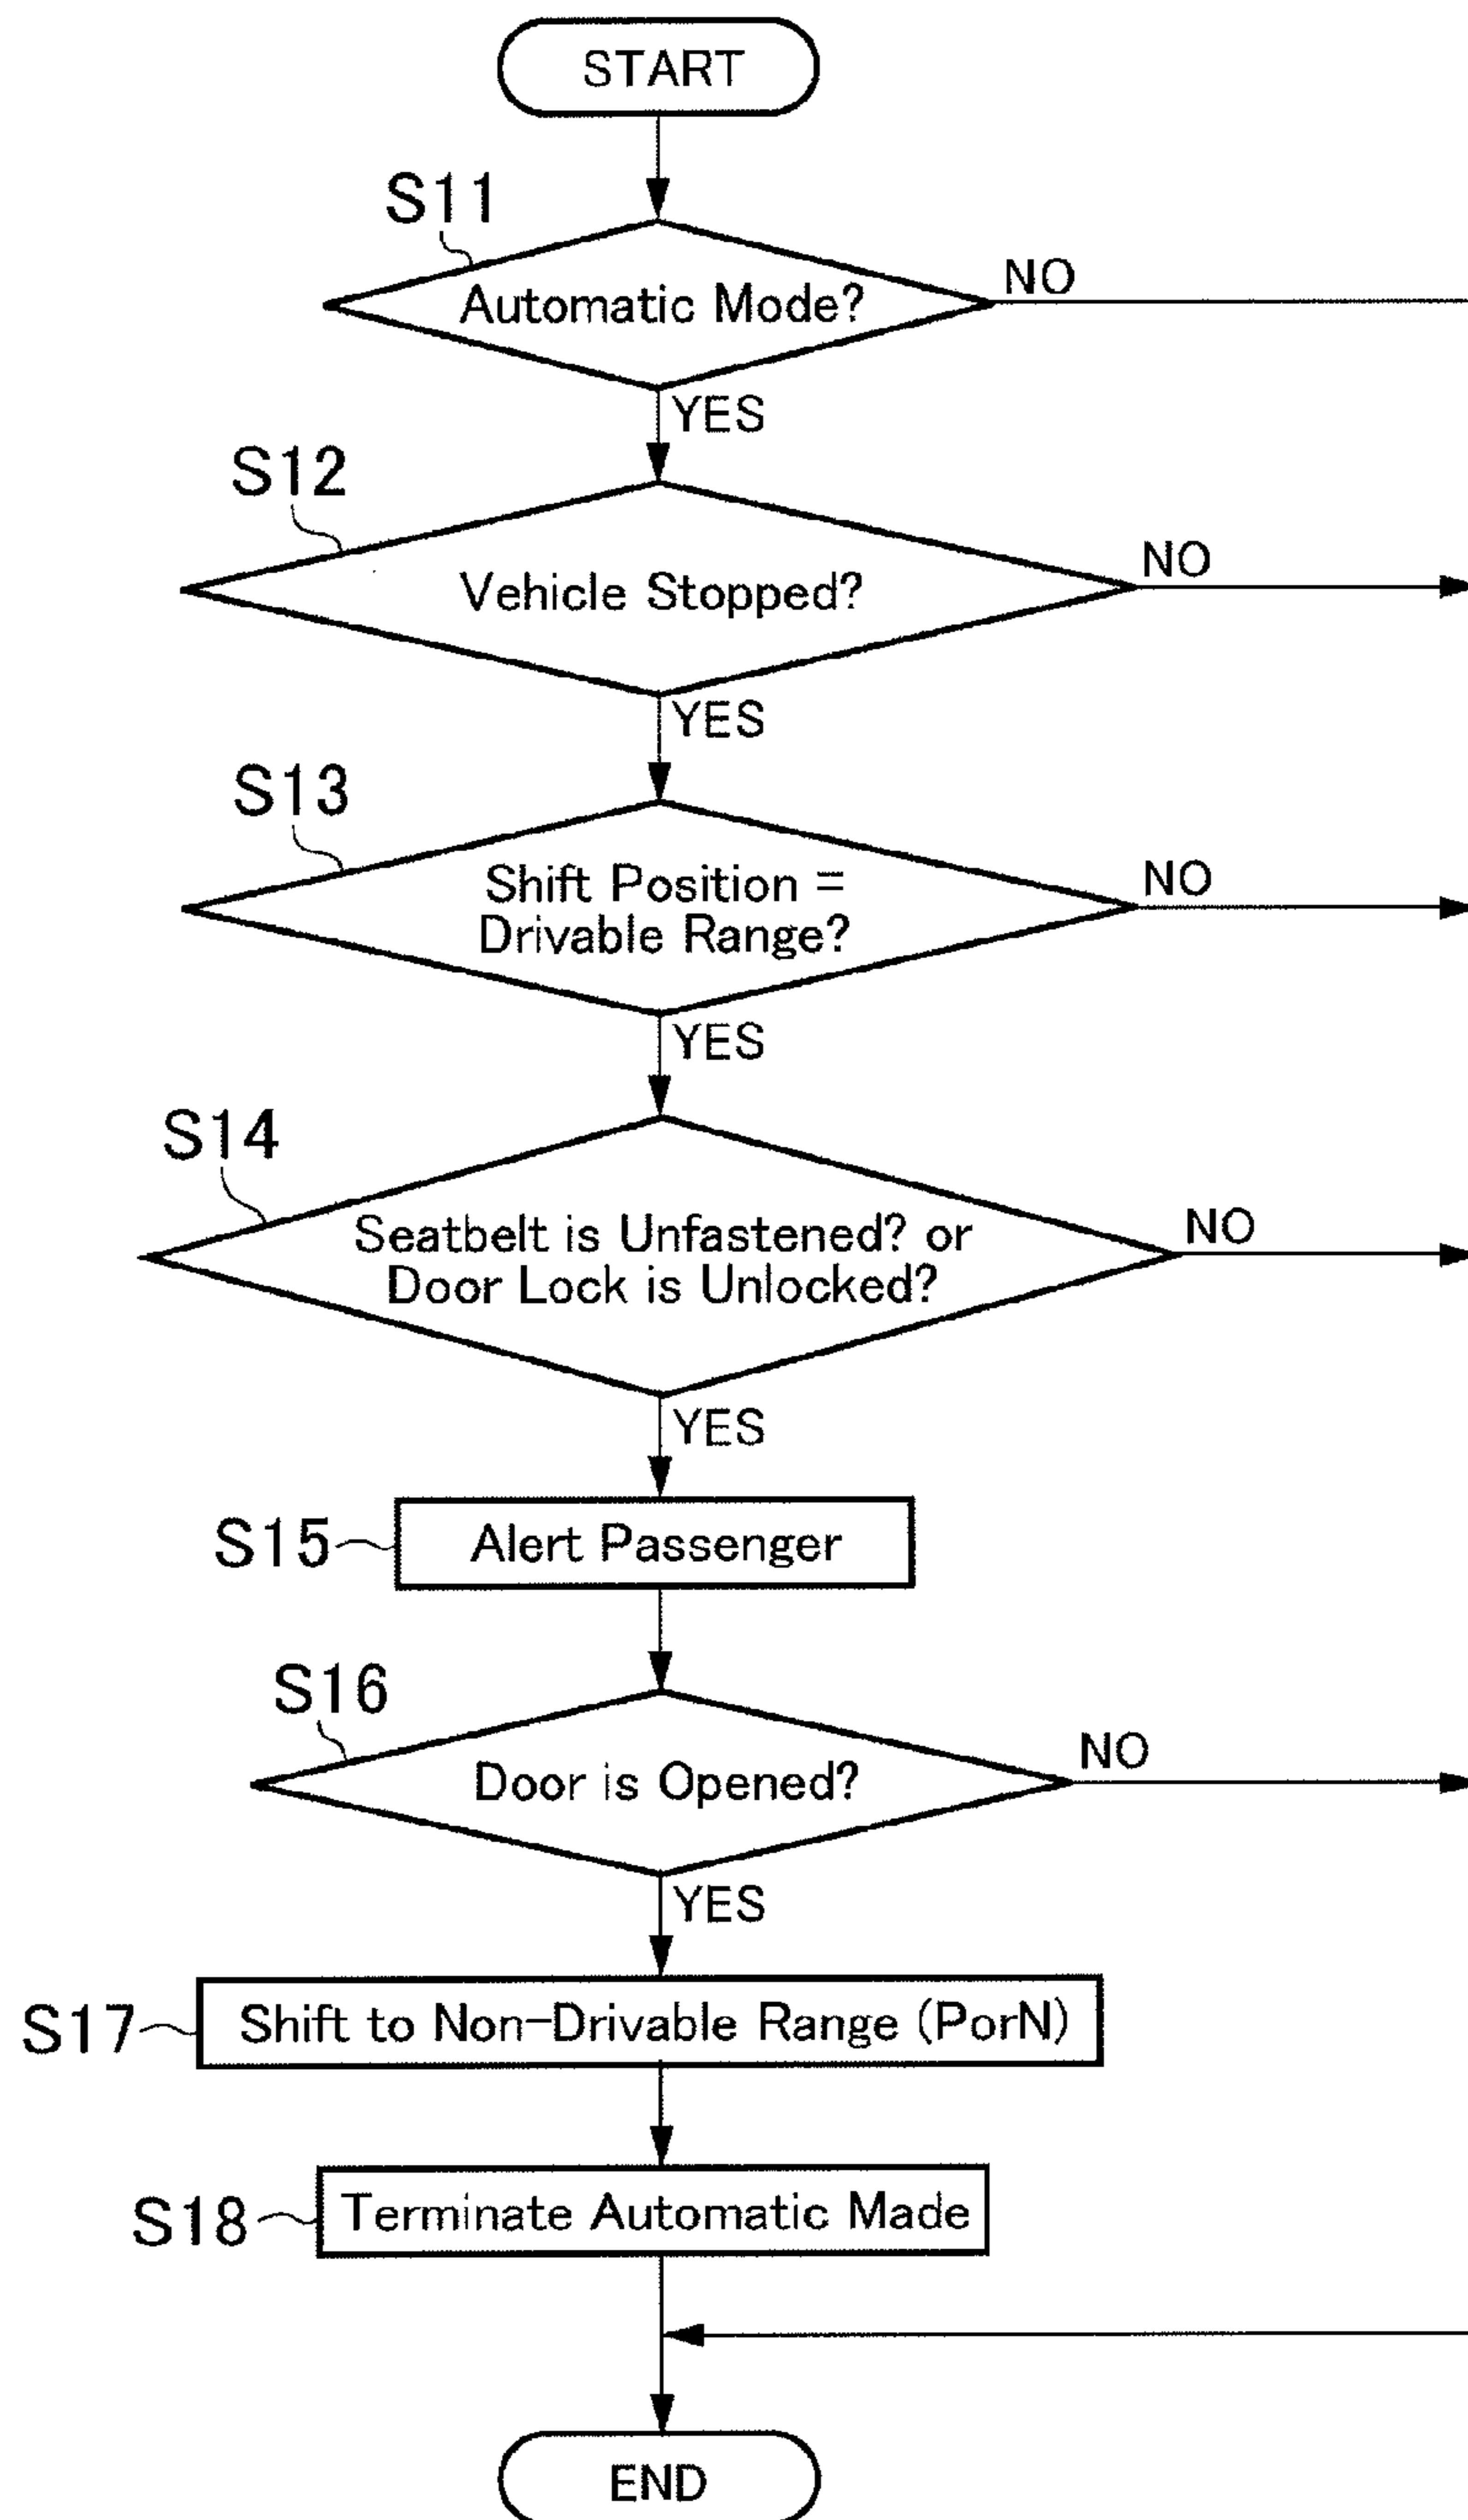 START
S11
Automatic Mode?
NO
YES
S12
Vehicle Stopped?
NO
YES
S13
Shift Position =
Drivable Range?
NO
YES
S14
Seatbelt is Unfastened? or
Door Lock is Unlocked?
NO
YES
S15
Alert Passenger
S16
Door is Opened?
NO
YES
S17
Shift to Non-Drivable Range (PorN)
S18
Terminate Automatic Made
END